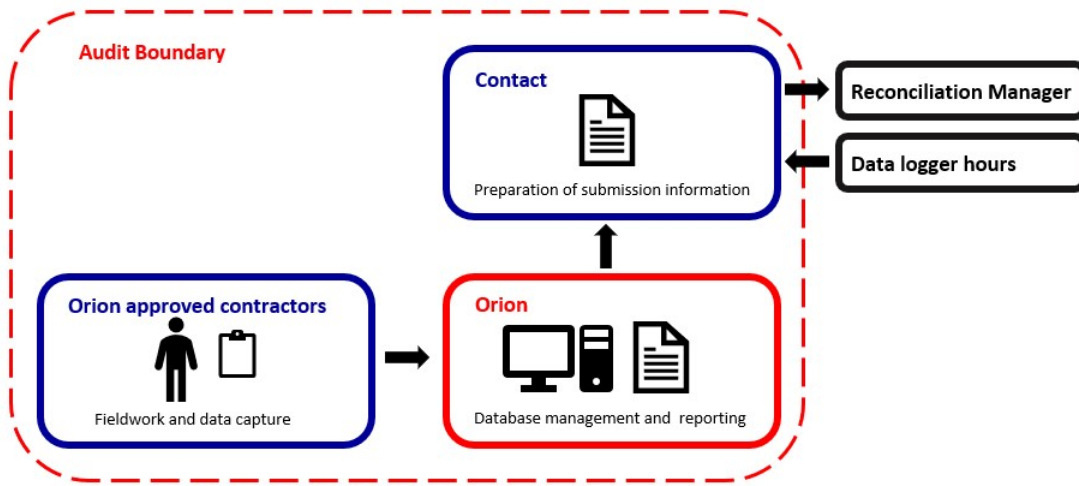 Audit Boundary
Contact
Preparation of submission information
Reconciliation Manager
Data logger hours
Orion approved contractors
Fieldwork and data capture
Orion
Database management and reporting